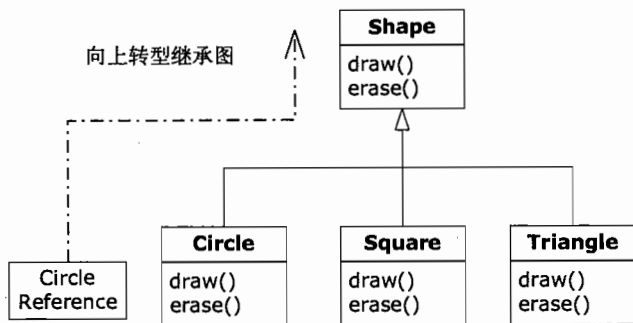 Shape
draw()
erase()
向上转型继承图
Circle
draw()
erase()
Square
draw()
erase()
Triangle
draw()
erase()
Circle
Reference